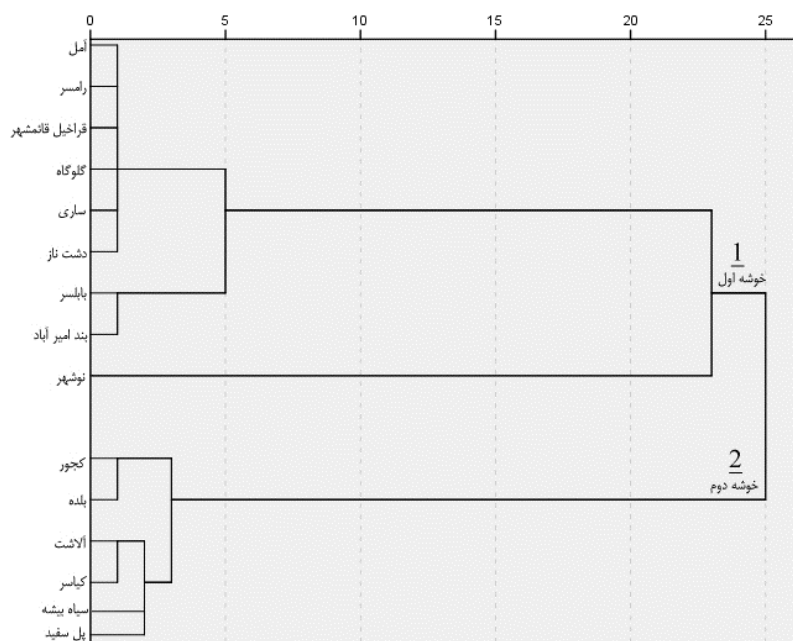 0 5 10 15 20 25
آمل
رامسر
قراخیل قائمشهر
گلوگاه
ساری
دشت ناز
بابلسر
بند امیر آباد
نوشهر
کجور
بلده
آلاشت
کیاسر
سیاه بیشه
پل سفید
1
خوشه اول
2
خوشه دوم